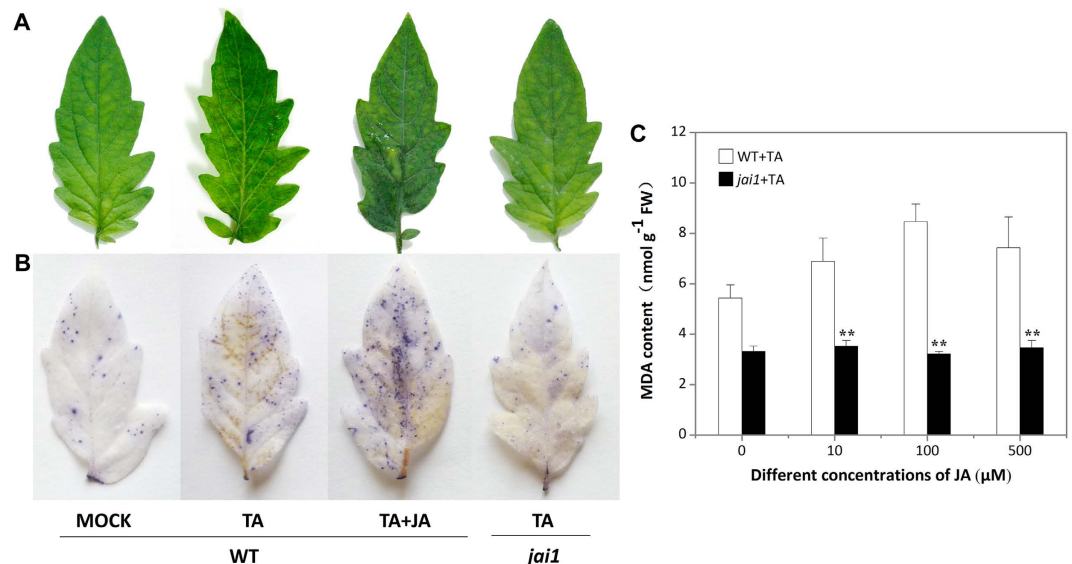 A
B
MOCK TA TA+JA TA
WT jai1
C
12
10
8
6
4
2
0
MDA content (nmol g-1 FW)
WT+TA
jai1+TA
** ** **
0 10 100 500
Different concentrations of JA (μM)